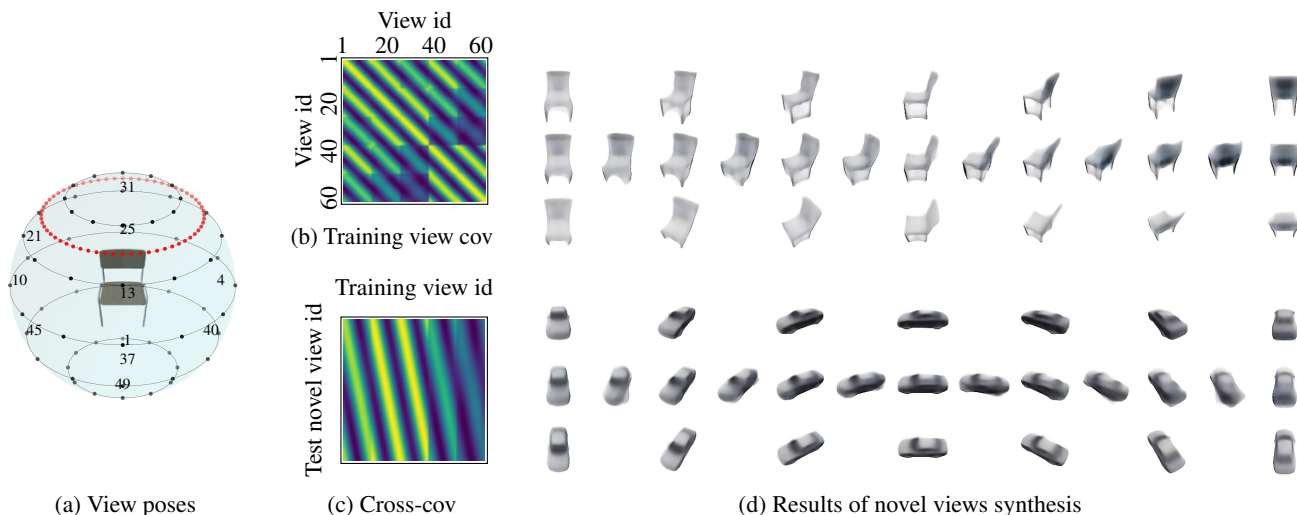 View id
1 20 40 60
1
20
40
60
View id
(b) Training view cov
31
25
21
10
4
13
45
40
1
37
49
Training view id
Test novel view id
(a) View poses
(c) Cross-cov
(d) Results of novel views synthesis